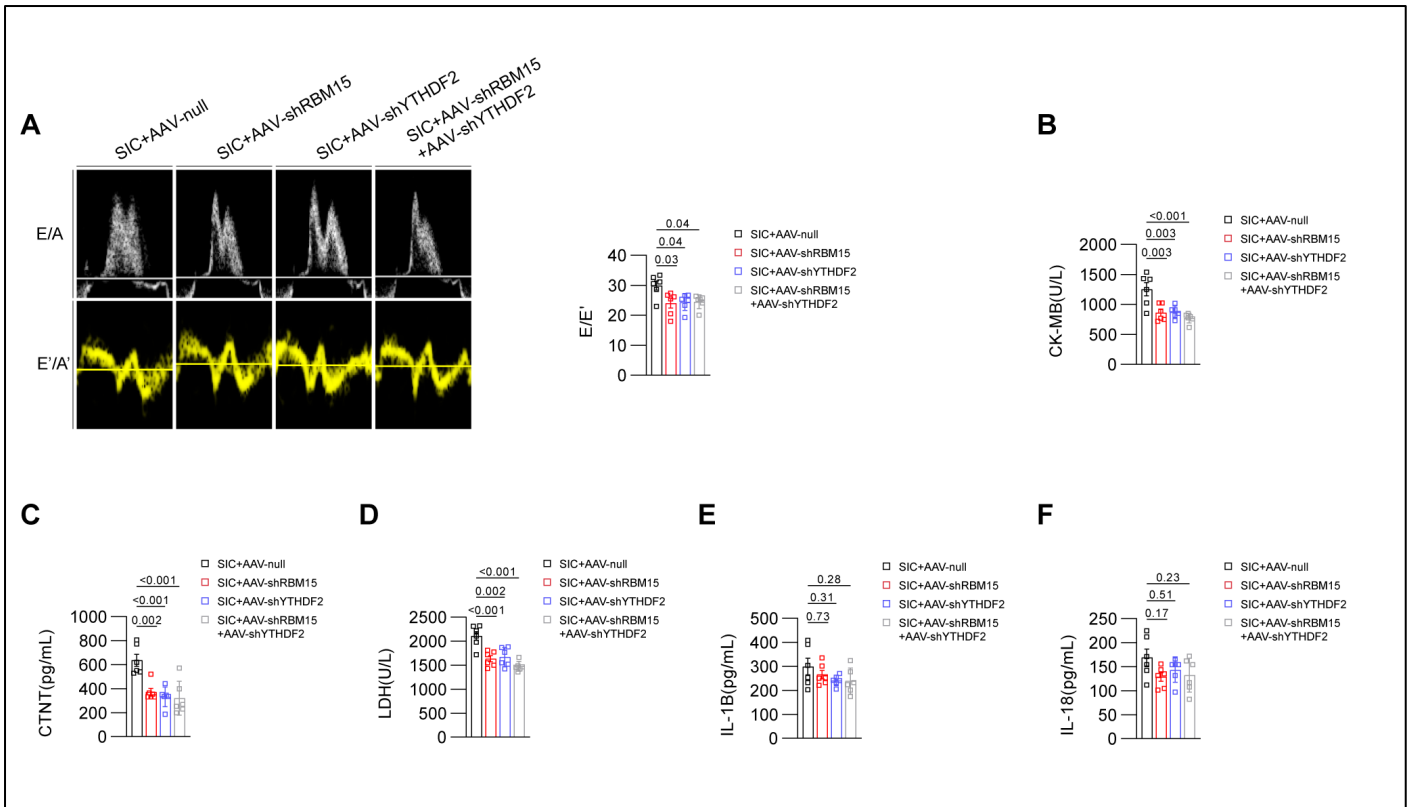 A
SIC+AAV-null
SIC+AAV-shRBM15
SIC+AAV-shYTHDF2
SIC+AAV-shRBM15
+AAV-shYTHDF2
E/A
E'/A'
0.04
0.04
0.03
40
30
20
10
0
E/E'
SIC+AAV-null
SIC+AAV-shRBM15
SIC+AAV-shYTHDF2
SIC+AAV-shRBM15
+AAV-shYTHDF2
B
<0.001
0.003
0.003
2000
1500
1000
500
0
CK-MB(U/L)
SIC+AAV-null
SIC+AAV-shRBM15
SIC+AAV-shYTHDF2
SIC+AAV-shRBM15
+AAV-shYTHDF2
C
<0.001
<0.001
0.002
1000
800
600
400
200
0
CTNT(pg/mL)
SIC+AAV-null
SIC+AAV-shRBM15
SIC+AAV-shYTHDF2
SIC+AAV-shRBM15
+AAV-shYTHDF2
D
<0.001
0.002
<0.001
2500
2000
1500
1000
500
0
LDH(U/L)
SIC+AAV-null
SIC+AAV-shRBM15
SIC+AAV-shYTHDF2
SIC+AAV-shRBM15
+AAV-shYTHDF2
E
0.28
0.31
0.73
500
400
300
200
100
0
IL-1B(pg/mL)
SIC+AAV-null
SIC+AAV-shRBM15
SIC+AAV-shYTHDF2
SIC+AAV-shRBM15
+AAV-shYTHDF2
F
0.23
0.51
0.17
250
200
150
100
50
0
IL-18(pg/mL)
SIC+AAV-null
SIC+AAV-shRBM15
SIC+AAV-shYTHDF2
SIC+AAV-shRBM15
+AAV-shYTHDF2